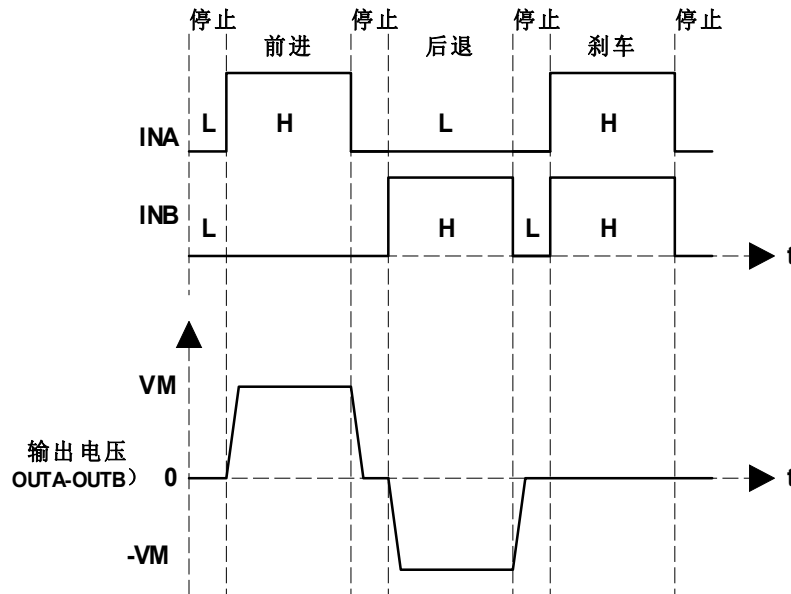 停止 停止 停止 停止
前进 后退 刹车
L H L H
INA
INB
L H L H
t
VM
输出电压
OUTA-OUTB） 0
t
-VM